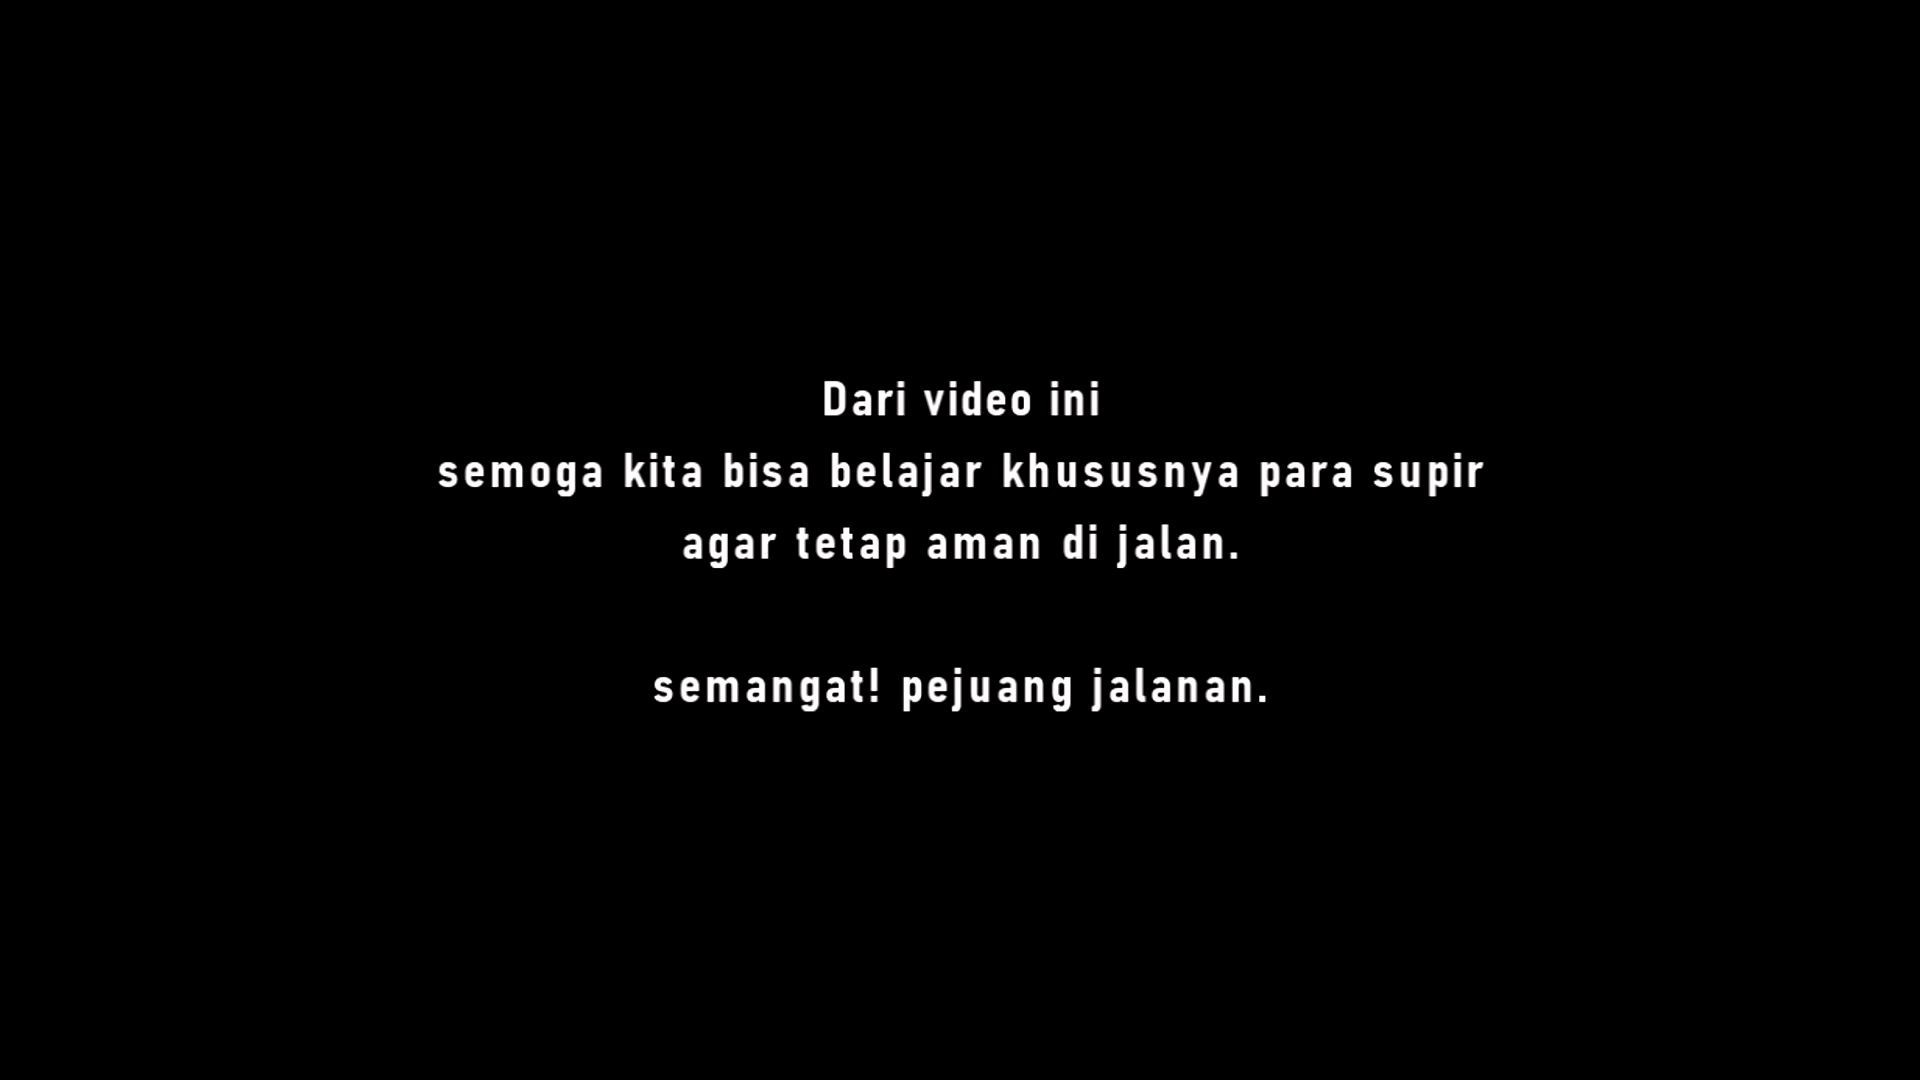 Dari video ini
semoga kita bisa belajar khususnya para supir
agar tetap aman di jalan.
semangat! pejuang jalanan.